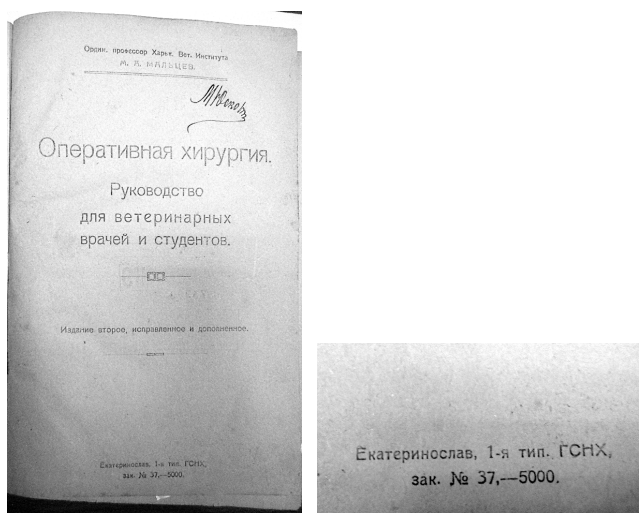 Ордин. профессор Харьк. Вет. Института
М. А. МАЛЬЦЕВ.
Оперативная хирургия.
Руководство
для ветеринарных
врачей и студентов.
Издание второе, исправленное и дополненное.
Екатеринослав, 1-я тип. ГСНХ,
зак. № 37,—5000.
Екатеринослав, 1-я тип. ГСНХ,
зак. № 37,—5000.